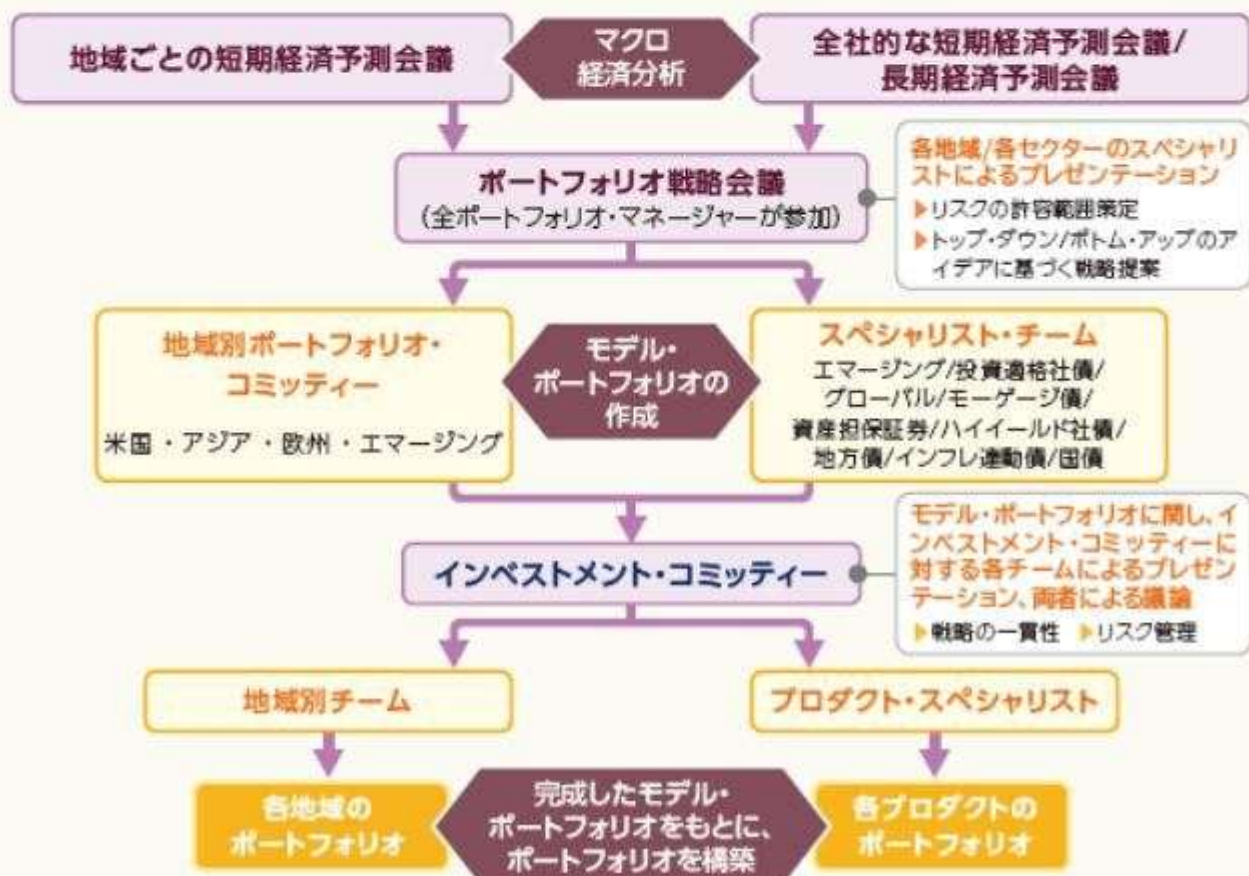 地域ごとの短期経済予測会議
マクロ
経済分析
全社的な短期経済予測会議/
長期経済予測会議
ポートフォリオ戦略会議
(全ポートフォリオ・マネージャーが参加)
各地域/各セクターのスペシャリ
ストによるプレゼンテーション
▶リスクの許容範囲策定
▶トップ・ダウン/ボトム・アップのア
イデアに基づく戦略提案
地域別ポートフォリオ・
コミッティー
米国・アジア・欧州・エマージング
モデル・
ポートフォリオの
作成
スペシャリスト・チーム
エマージング/投資適格社債/
グローバル/モーゲージ債/
資産担保証券/ハイイールド社債/
地方債/インフレ連動債/国債
インベストメント・コミッティー
モデル・ポートフォリオに関し、イ
ンベストメント・コミッティーに
対する各チームによるプレゼン
テーション、両者による議論
▶戦略の一貫性 ▶リスク管理
地域別チーム
プロダクト・スペシャリスト
各地域の
ポートフォリオ
完成したモデル・
ポートフォリオをもとに、
ポートフォリオを構築
各プロダクトの
ポートフォリオ